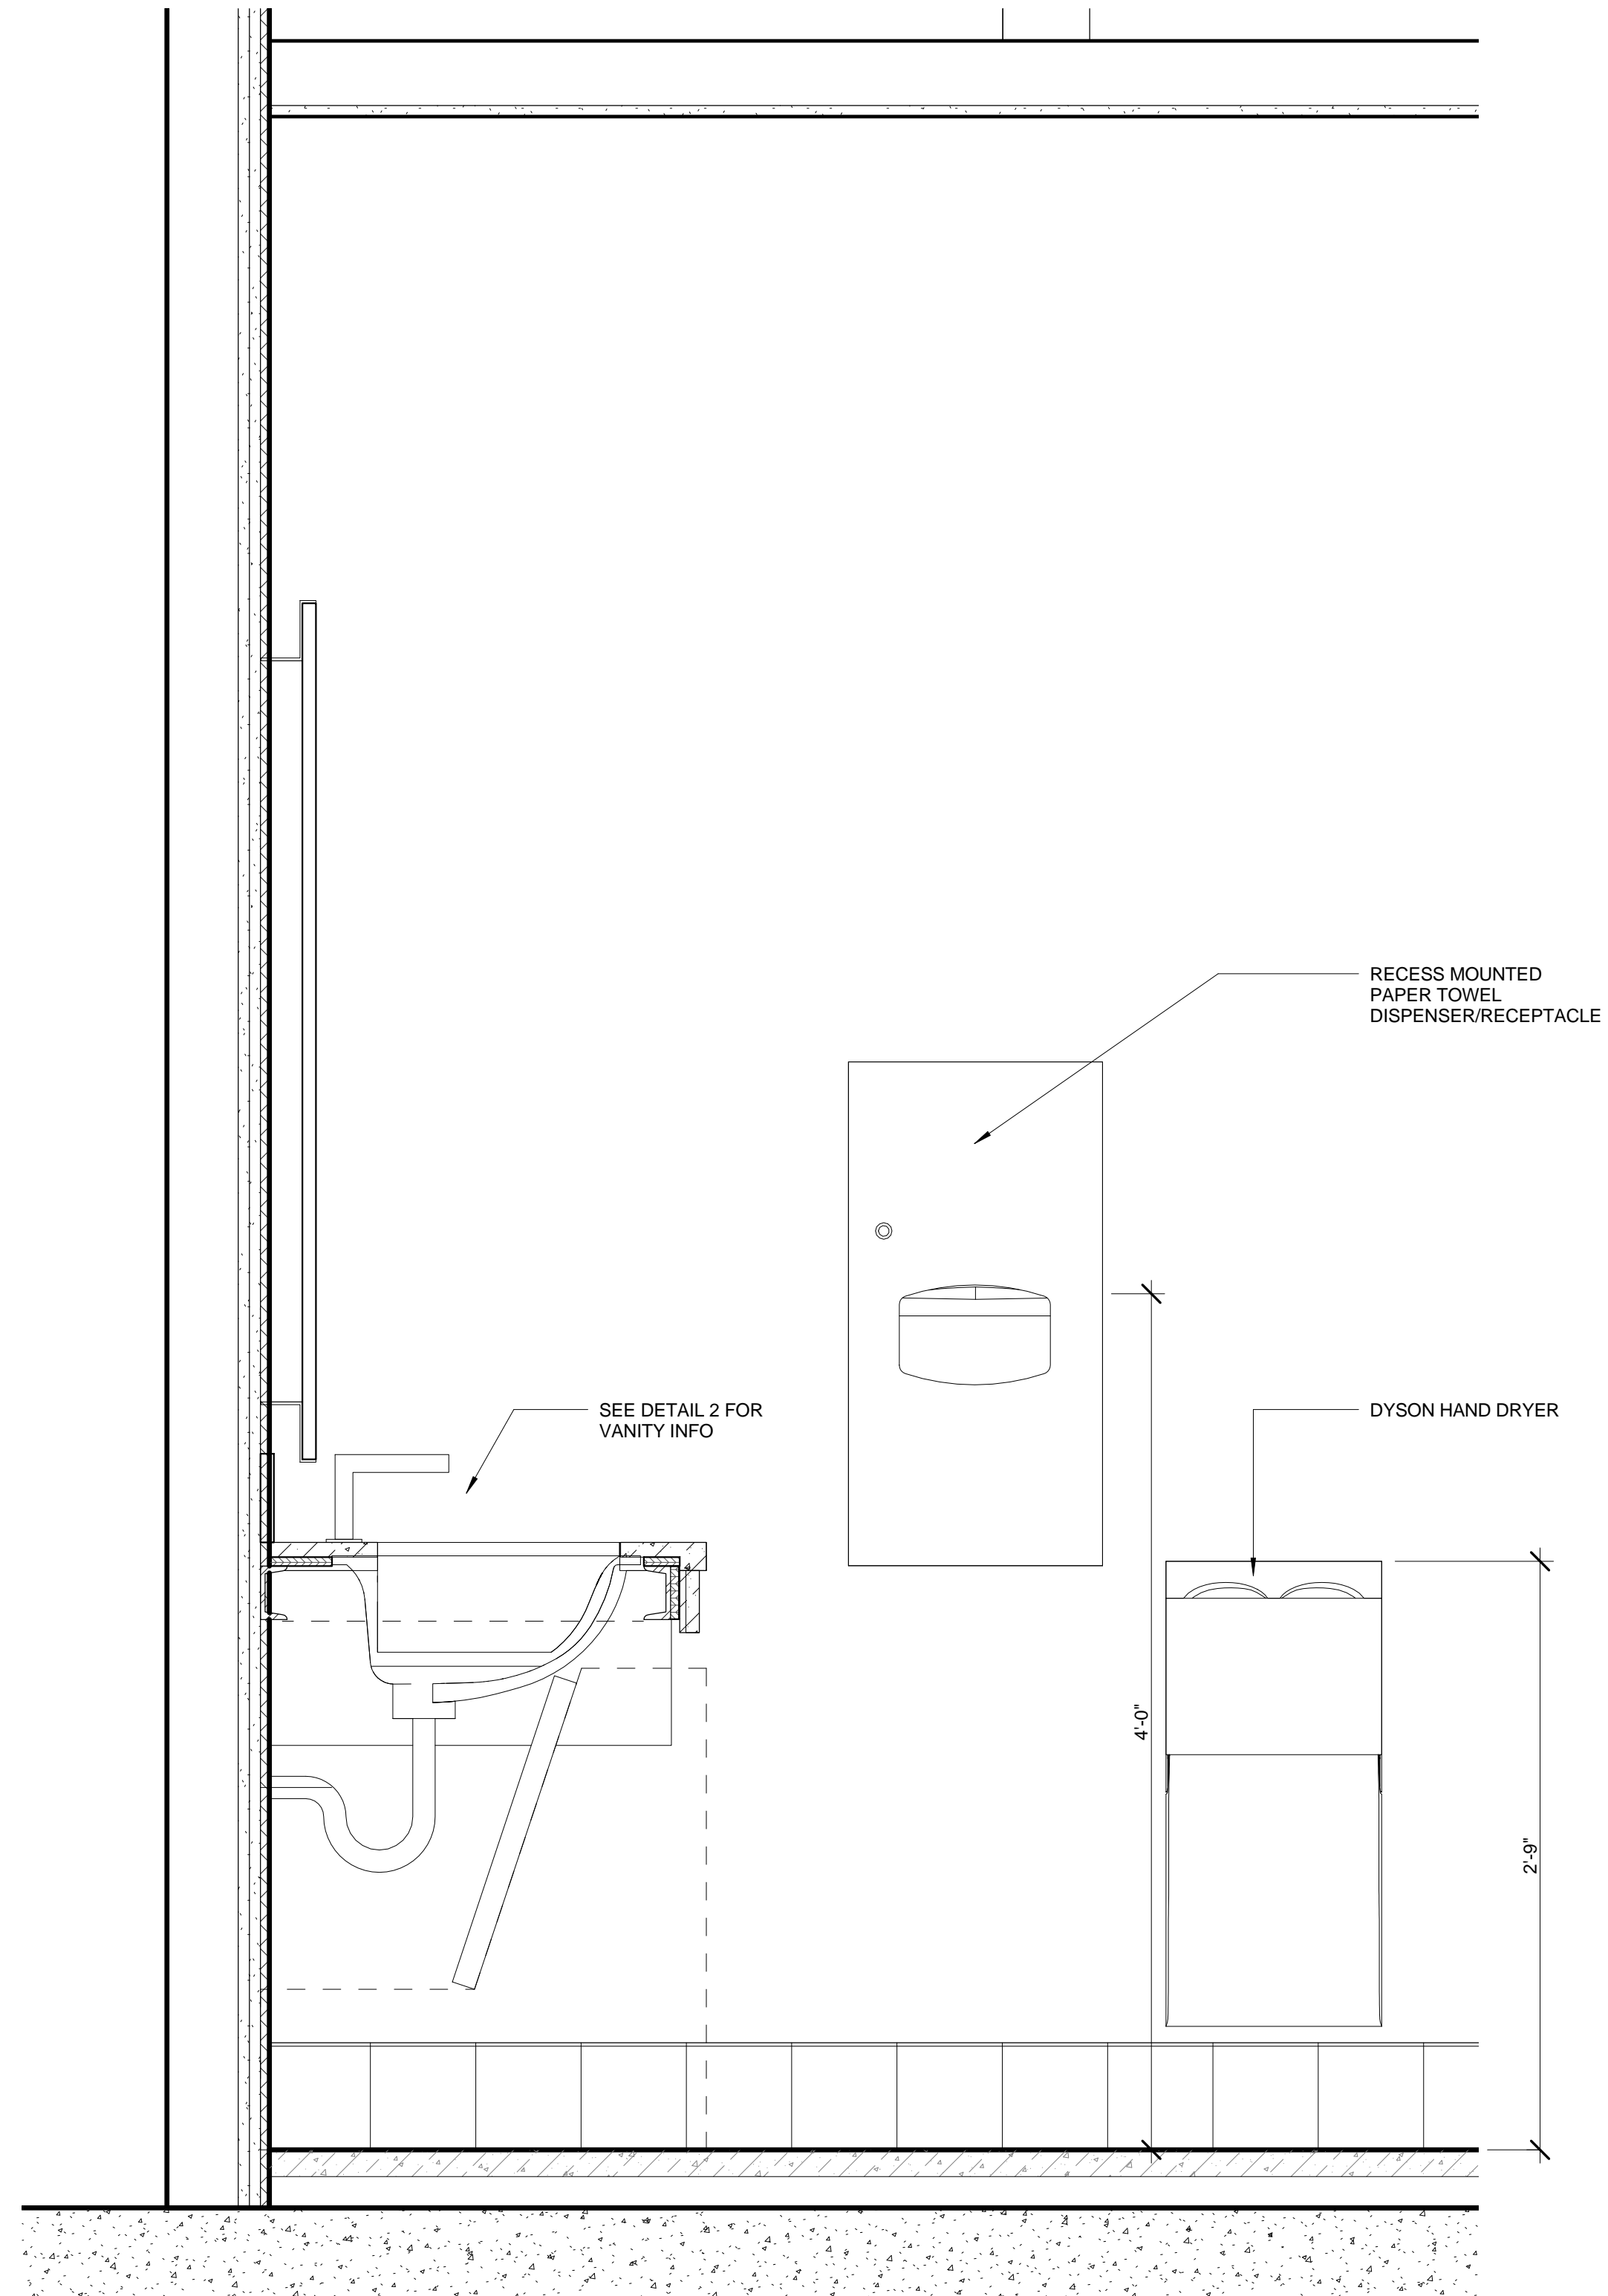 RECESS MOUNTED
PAPER TOWEL
DISPENSER/RECEPTACLE
SEE DETAIL 2 FOR
VANITY INFO
DYSON HAND DRYER
4'-0"
2'-9"